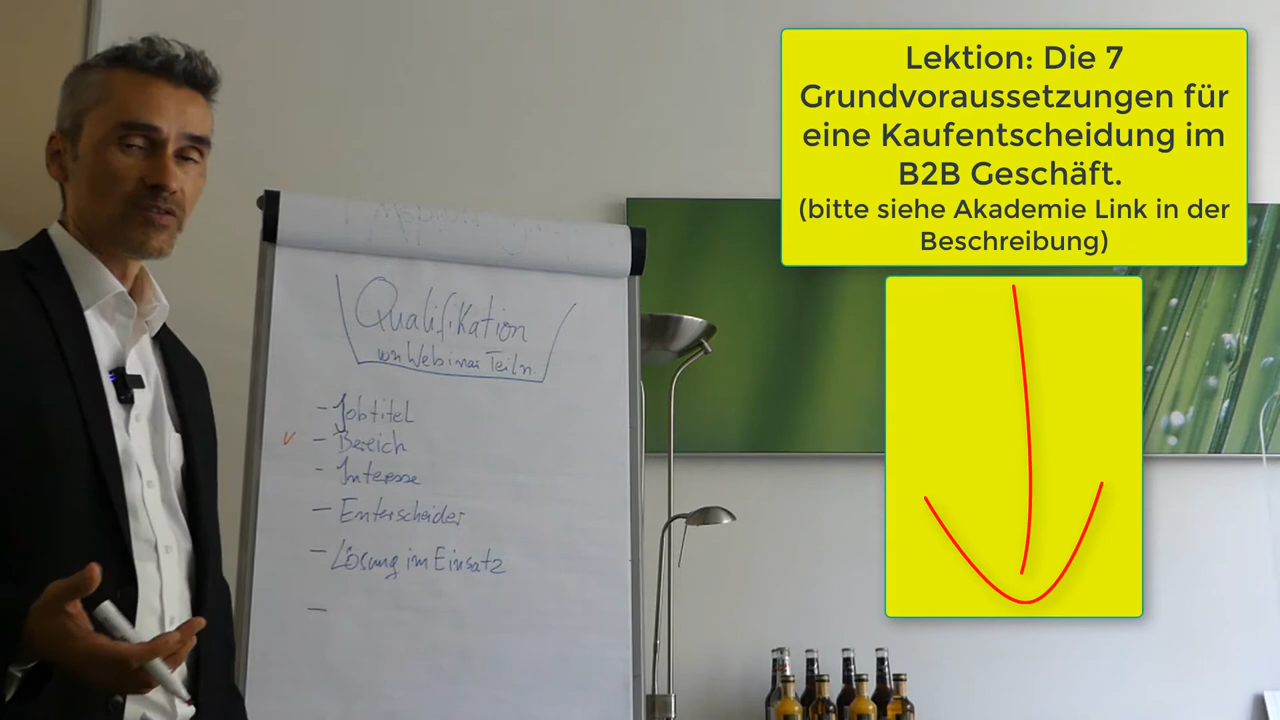 Lektion: Die 7
Grundvoraussetzungen für
eine Kaufentscheidung im
B2B Geschäft.
(bitte siehe Akademie Link in der
Beschreibung)
Qualifikation
von Webinar Teiln.
- Jobtitel
- Bereich
- Interesse
- Entscheider
- Lösung im Einsatz
-